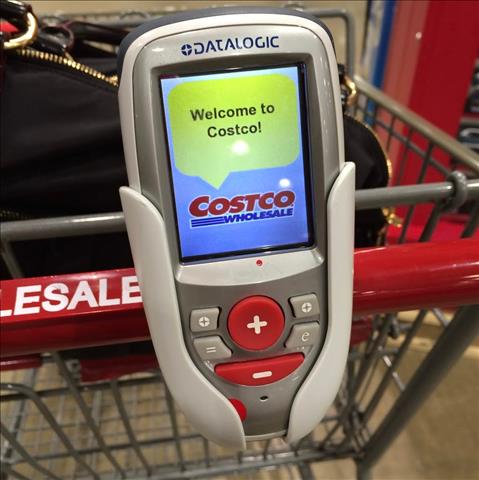 DATALOGIC
Welcome to
Costco!
COSTCO
WHOLESALE
LESALE
+
=
e
-